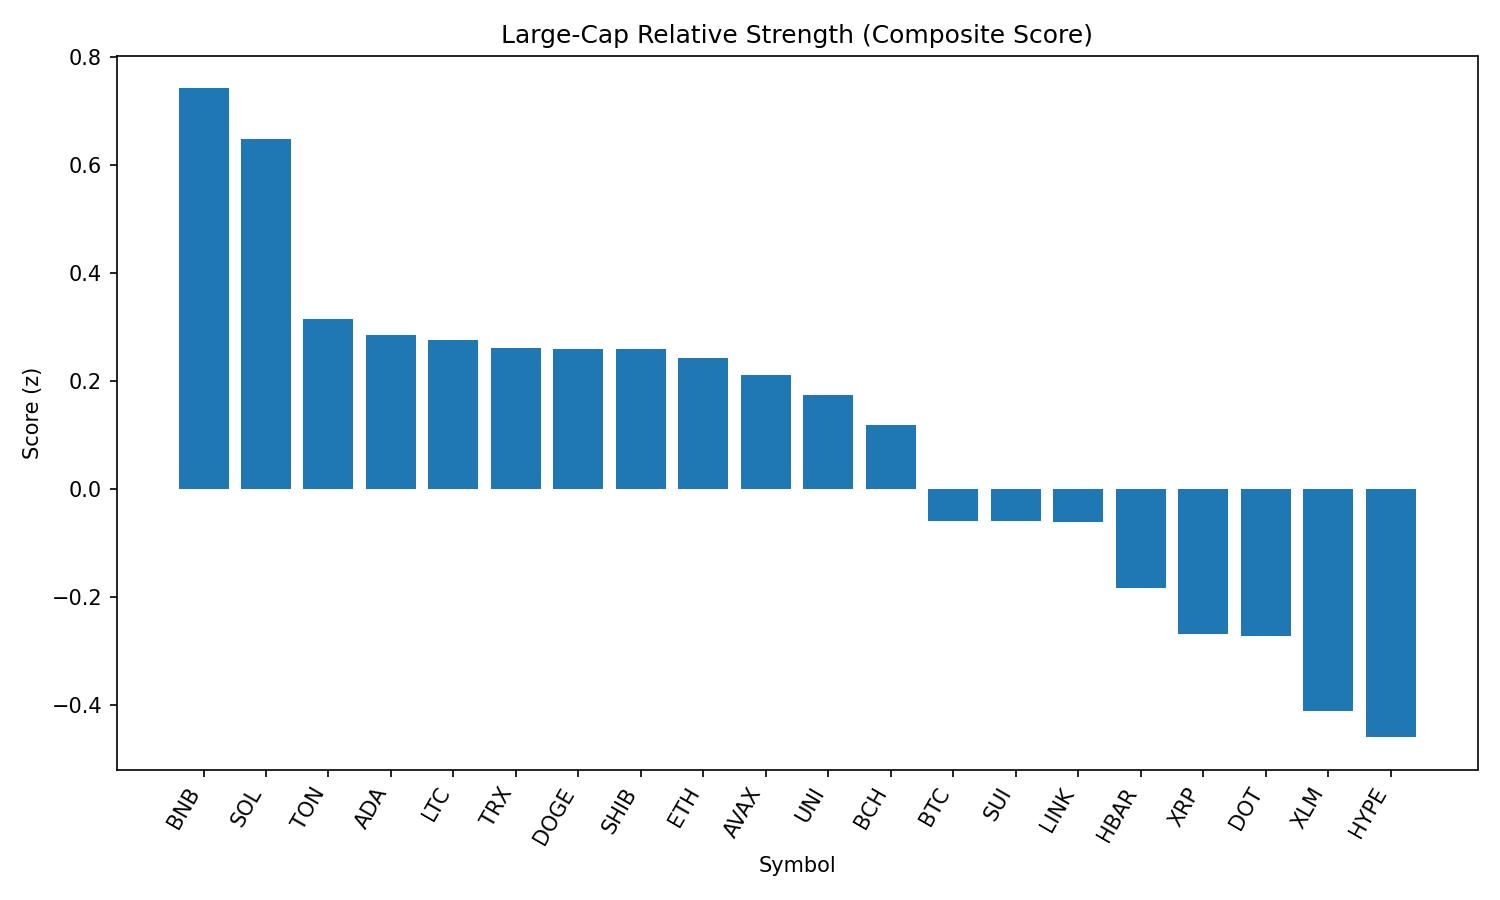 Large-Cap Relative Strength (Composite Score)
Score (z)
0.8
0.6
0.4
0.2
0.0
−0.2
−0.4
BNB
SOL
TON
ADA
LTC
TRX
DOGE
SHIB
ETH
AVAX
UNI
BCH
BTC
SUI
LINK
HBAR
XRP
DOT
XLM
HYPE
Symbol